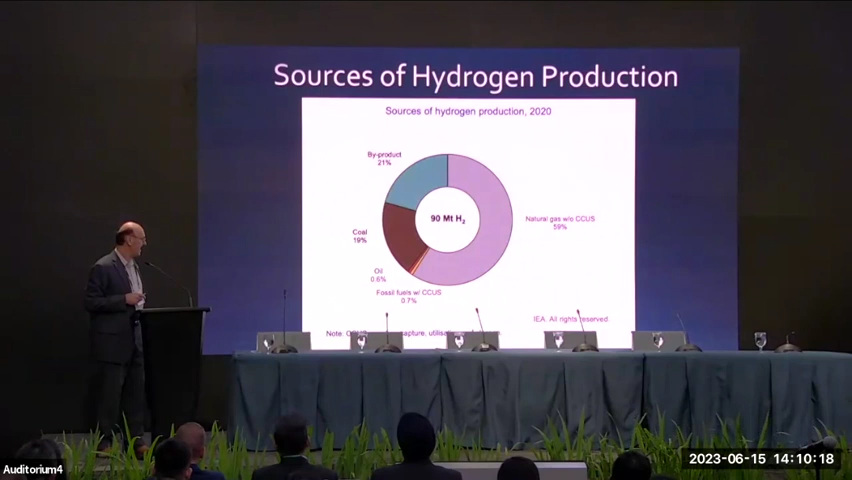 Sources of Hydrogen Production
Sources of hydrogen production, 2020
By-product
21%
90 Mt H₂
Natural gas w/o CCUS
59%
Coal
19%
Oil
0.6%
Fossil fuels w/ CCUS
0.7%
IEA. All rights reserved.
Note: apture, utilis
Auditorium4
2023-06-15 14:10:18